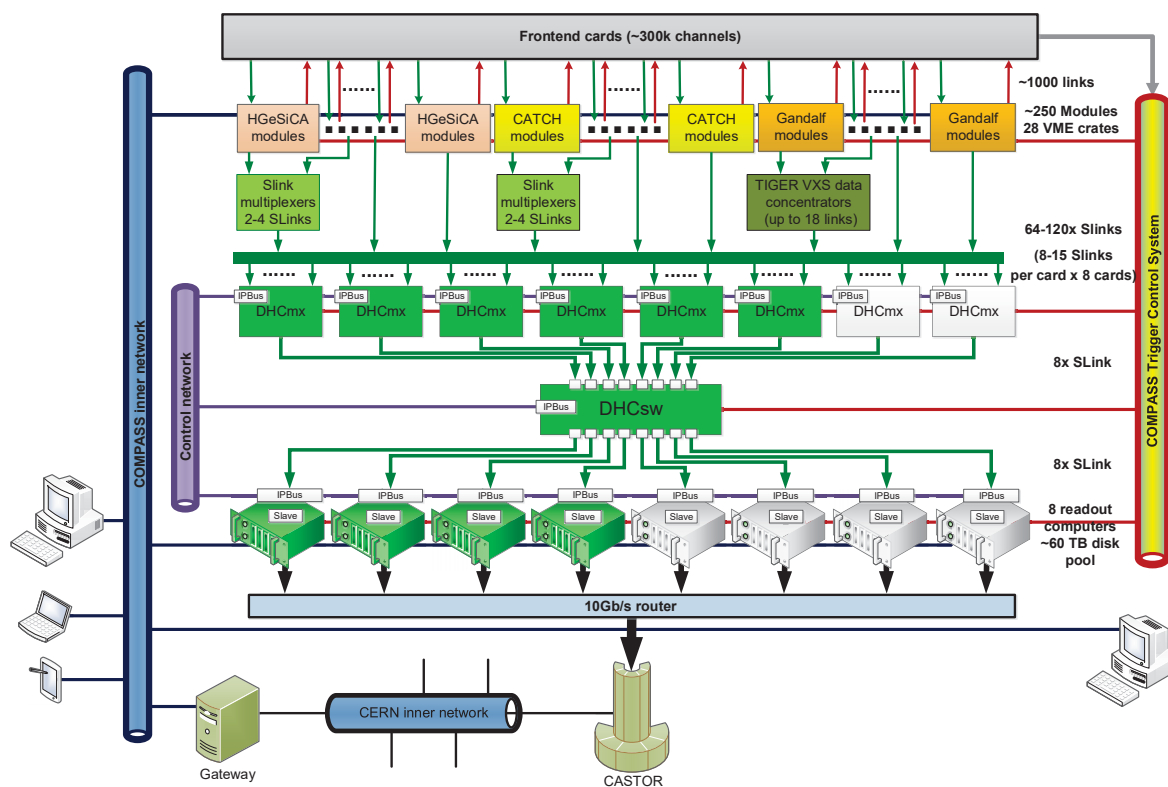 Frontend cards (~300k channels)
~1000 links
HGeSiCA
modules
HGeSiCA
modules
CATCH
modules
CATCH
modules
Gandalf
modules
Gandalf
modules
~250 Modules
28 VME crates
Slink
multiplexers
2-4 SLinks
Slink
multiplexers
2-4 SLinks
TIGER VXS data
concentrators
(up to 18 links)
64-120x Slinks
(8-15 Slinks
per card x 8 cards)
IPBus
DHCmx
IPBus
DHCmx
IPBus
DHCmx
IPBus
DHCmx
IPBus
DHCmx
IPBus
DHCmx
IPBus
DHCmx
IPBus
DHCmx
8x SLink
COMPASS inner network
Control network
COMPASS Trigger Control System
IPBus
DHCsw
8x SLink
IPBus
IPBus
IPBus
IPBus
IPBus
IPBus
IPBus
IPBus
Slave
Slave
Slave
Slave
Slave
Slave
Slave
Slave
8 readout
computers
~60 TB disk
pool
10Gb/s router
CERN inner network
Gateway
CASTOR